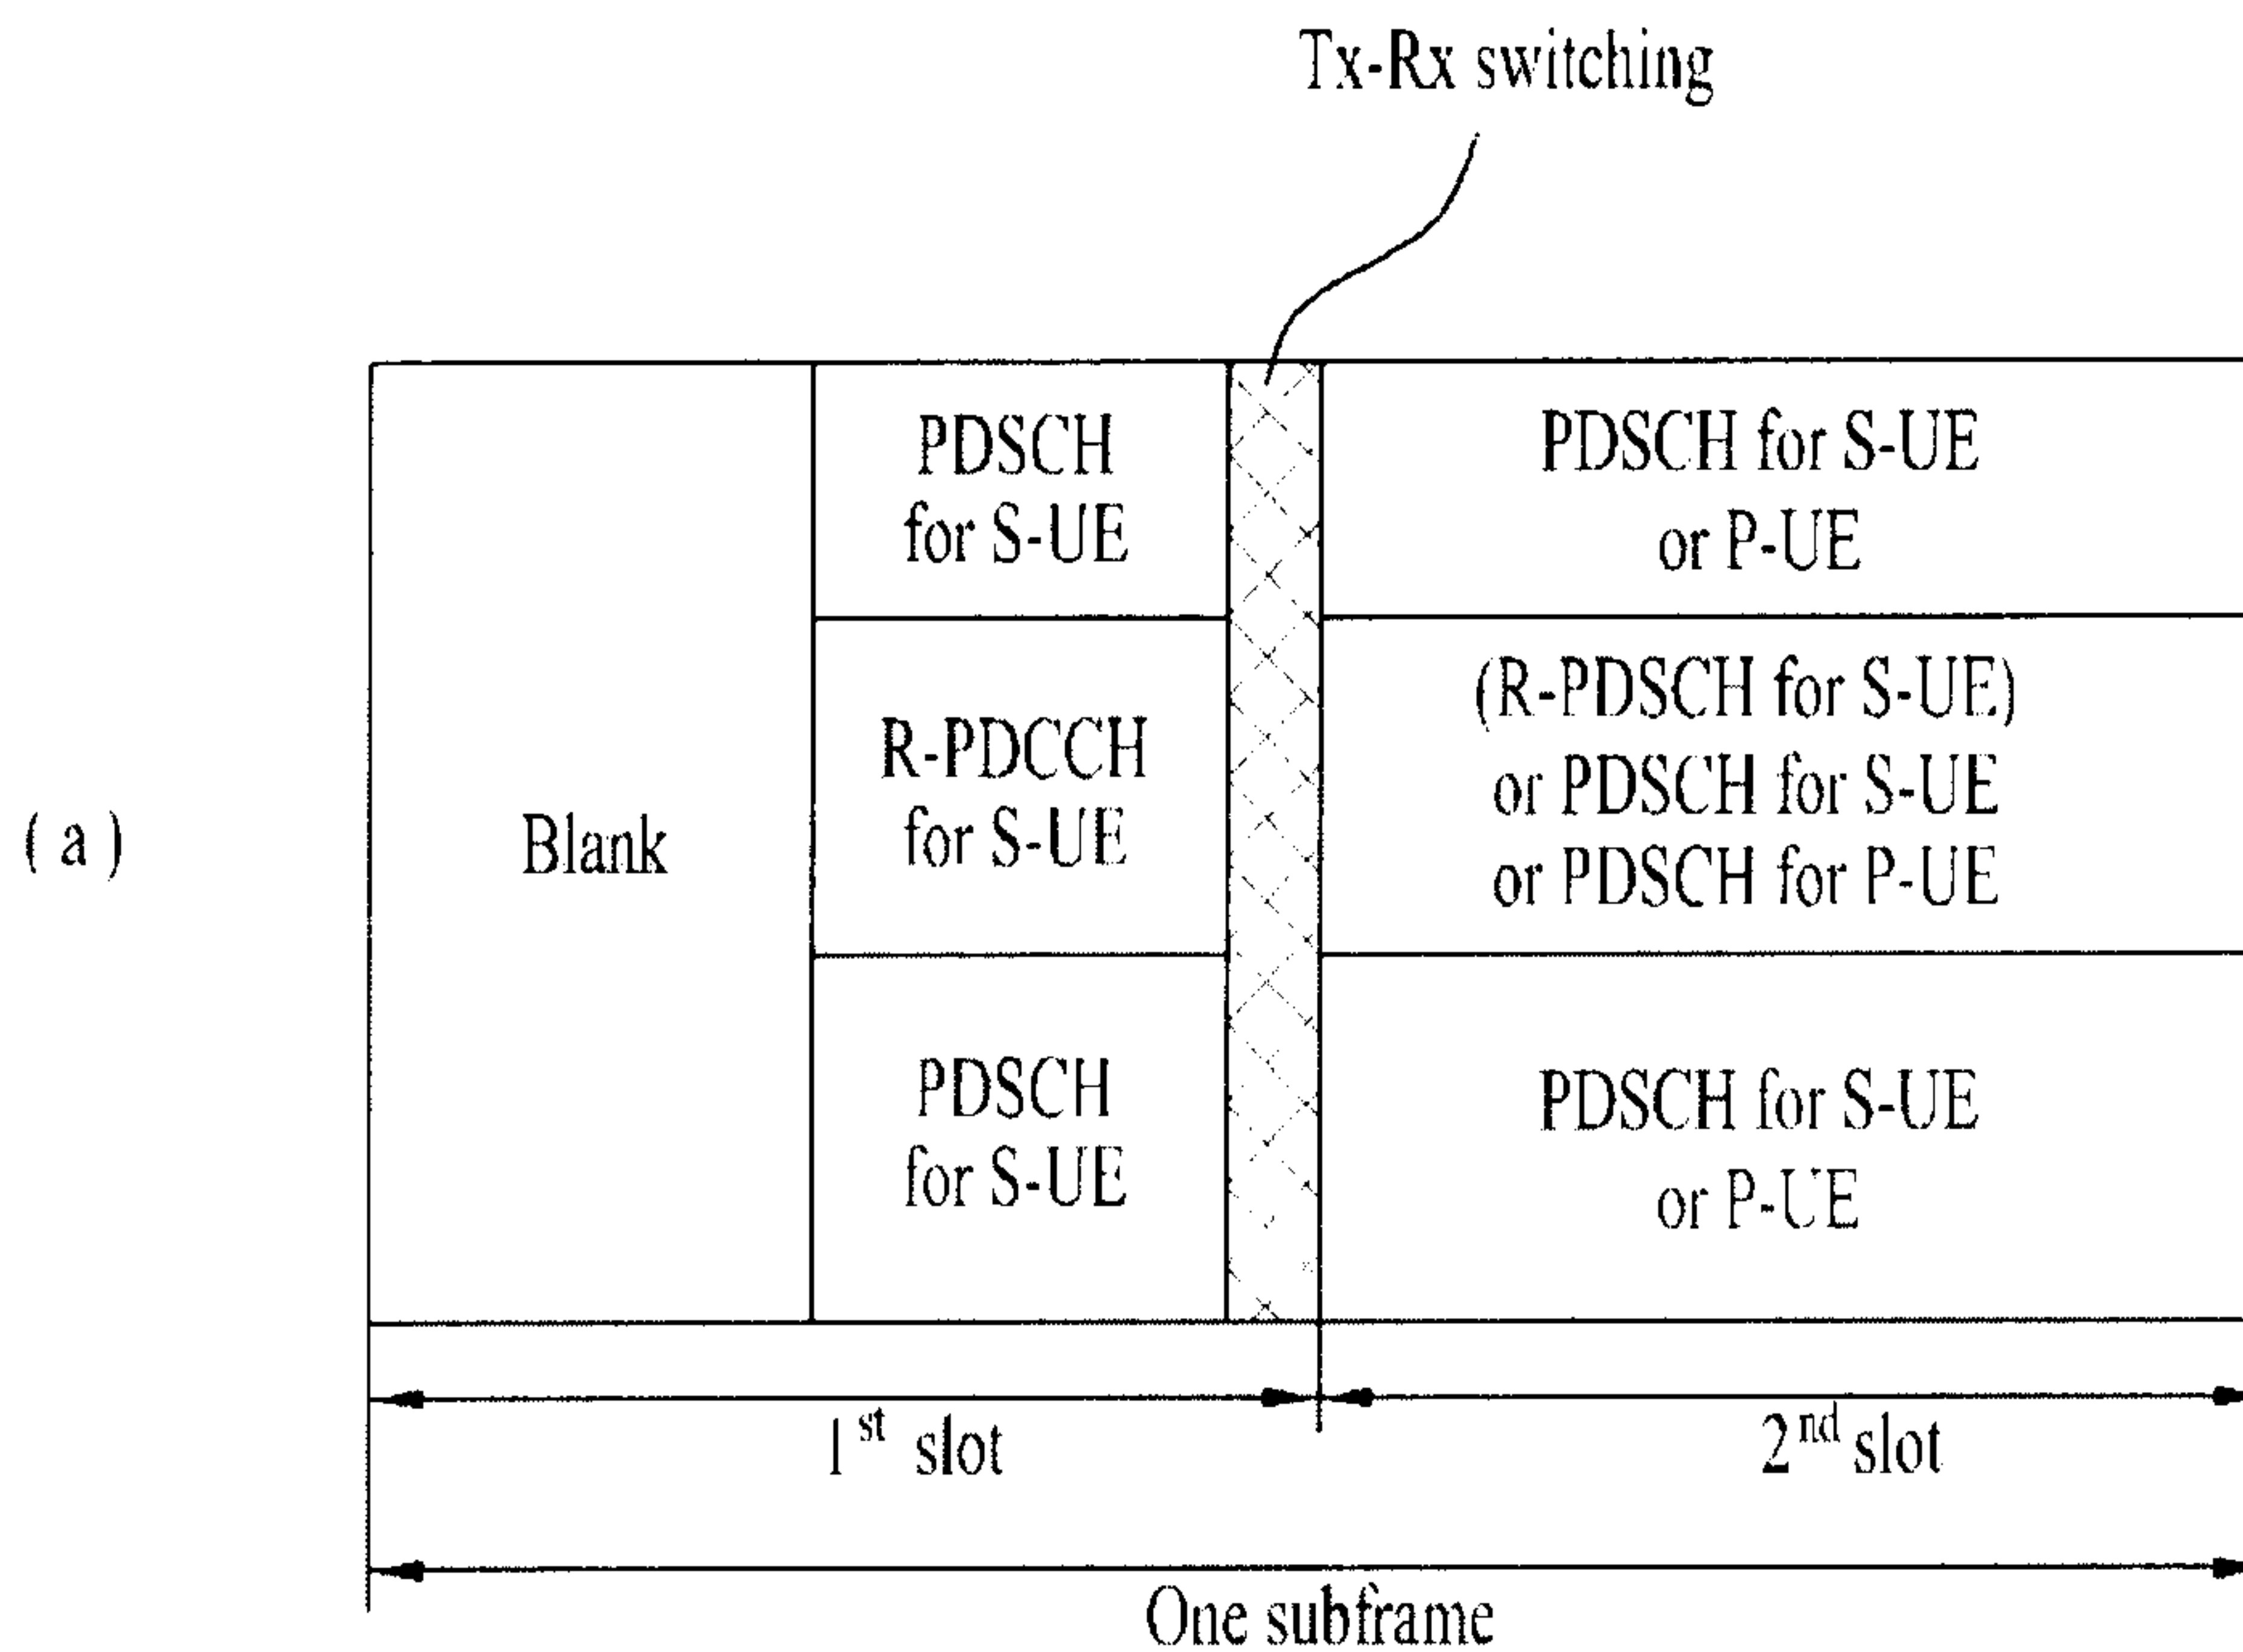 Tx-Rx switching
PDSCH
for S-UE
PDSCH for S-UE
or P-UE
(a)
Blank
R-PDCCH
for S-UE
(R-PDSCH for S-UE)
or PDSCH for S-UE
or PDSCH for P-UE
PDSCH
for S-UE
PDSCH for S-UE
or P-UE
1st slot
2nd slot
One subframe